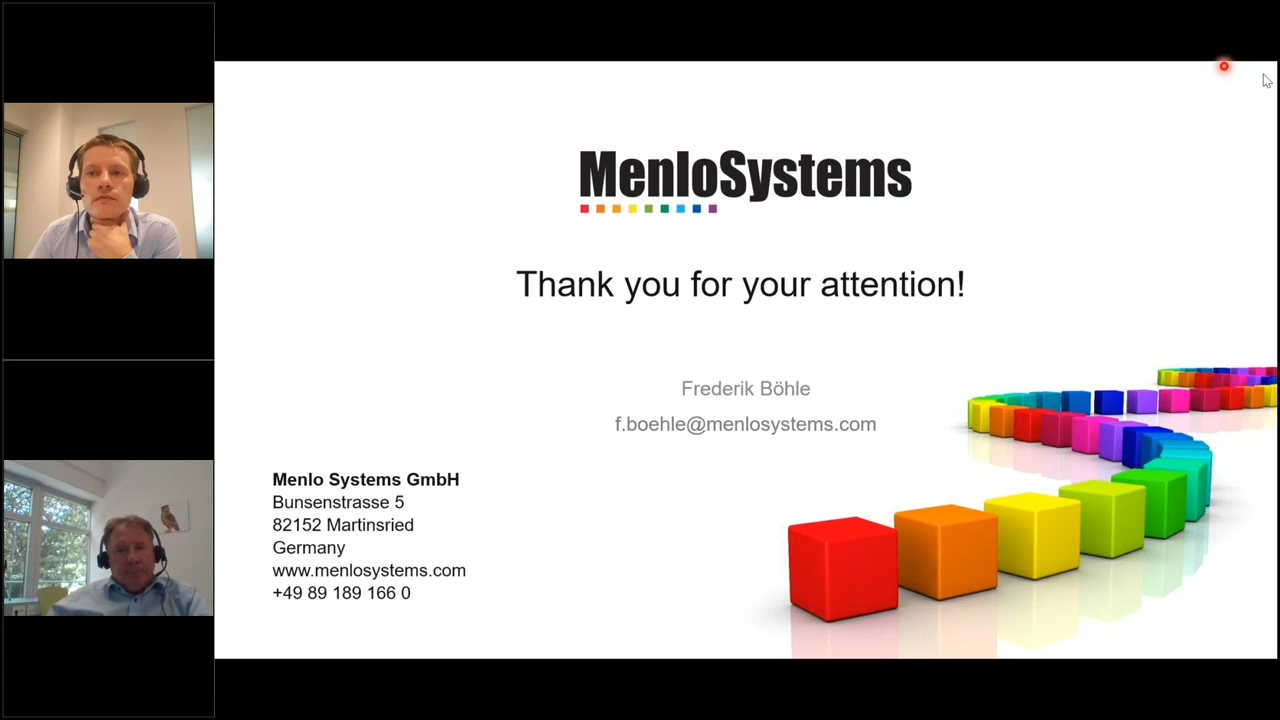 MenloSystems
Thank you for your attention!
Frederik Böhle
f.boehle@menlosystems.com
Menlo Systems GmbH
Bunsenstrasse 5
82152 Martinsried
Germany
www.menlosystems.com
+49 89 189 166 0